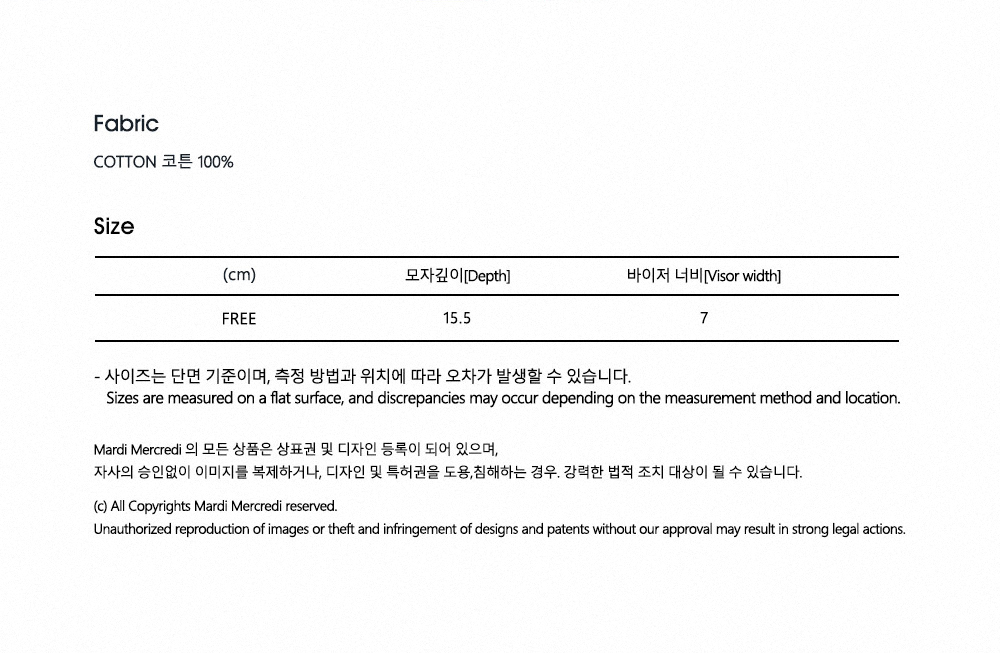 Fabric
COTTON 코튼 100%
Size
(cm) 모자깊이[Depth] 바이저 너비[Visor width]
FREE 15.5 7
- 사이즈는 단면 기준이며, 측정 방법과 위치에 따라 오차가 발생할 수 있습니다.
Sizes are measured on a flat surface, and discrepancies may occur depending on the measurement method and location.
Mardi Mercredi 의 모든 상품은 상표권 및 디자인 등록이 되어 있으며,
자사의 승인없이 이미지를 복제하거나, 디자인 및 특허권을 도용,침해하는 경우. 강력한 법적 조치 대상이 될 수 있습니다.
(c) All Copyrights Mardi Mercredi reserved.
Unauthorized reproduction of images or theft and infringement of designs and patents without our approval may result in strong legal actions.